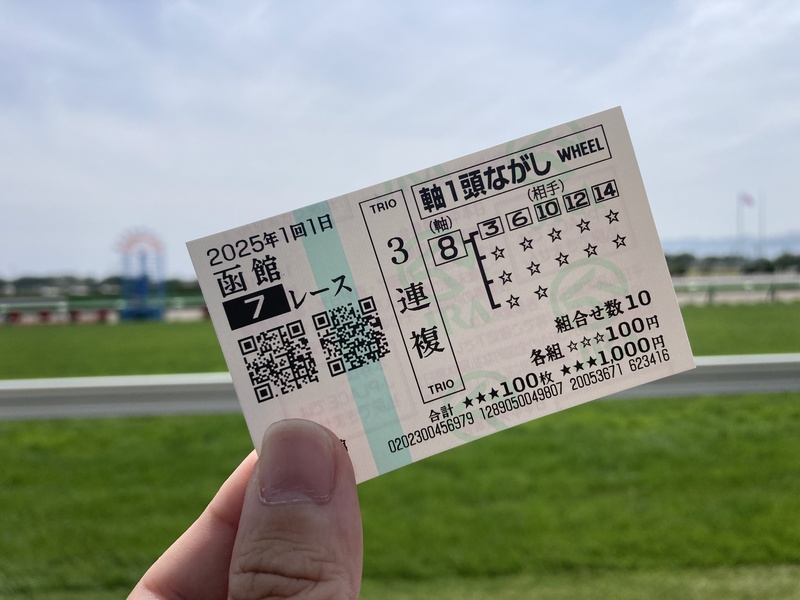 2025年1回1日
函館
7レース
TRIO
3連複
TRIO
軸1頭ながし WHEEL
(軸) (相手)
8 3 6 10 12 14
☆☆☆☆☆
☆☆☆☆
☆☆
組合せ数10
各組 ☆☆☆100円
合計 ★★★100枚 ★★★1,000円
0202300456979 1289050049807 20053671 623416